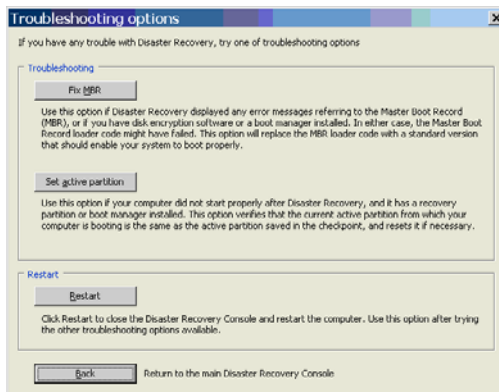 Troubleshooting options
If you have any trouble with Disaster Recovery, try one of troubleshooting options
Troubleshooting
Fix MBR
Use this option if Disaster Recovery displayed any error messages referring to the Master Boot Record
(MBR), or if you have disk encryption software or a boot manager installed. In either case, the Master Boot
Record loader code might have failed. This option will replace the MBR loader code with a standard version
that should enable your system to boot properly.
Set active partition
Use this option if your computer did not start properly after Disaster Recovery, and it has a recovery
partition or boot manager installed. This option verifies that the current active partition from which your
computer is booting is the same as the active partition saved in the checkpoint, and resets it if necessary.
Restart
Restart
Click Restart to close the Disaster Recovery Console and restart the computer. Use this option after trying
the other troubleshooting options available.
Back Return to the main Disaster Recovery Console